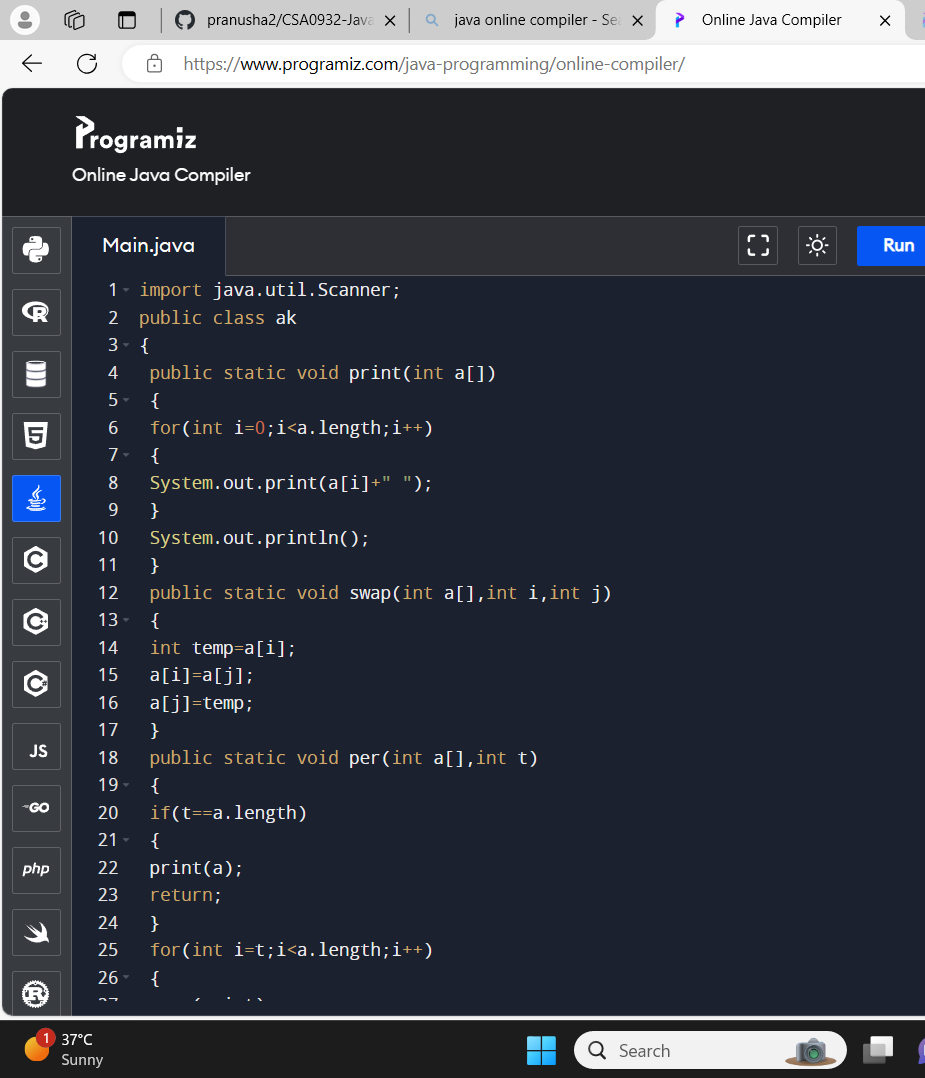 pranusha2/CSA0932-Java
java online compiler - Sea
Online Java Compiler
https://www.programiz.com/java-programming/online-compiler/
Programiz
Online Java Compiler
Main.java
Run
1 import java.util.Scanner;
2 public class ak
3 {
4 public static void print(int a[])
5 {
6 for(int i=0;i<a.length;i++)
7 {
8 System.out.print(a[i]+" ");
9 }
10 System.out.println();
11 }
12 public static void swap(int a[],int i,int j)
13 {
14 int temp=a[i];
15 a[i]=a[j];
16 a[j]=temp;
17 }
18 public static void per(int a[],int t)
19 {
20 if(t==a.length)
21 {
22 print(a);
23 return;
24 }
25 for(int i=t;i<a.length;i++)
26 {
R
5
C
C++
C#
JS
GO
php
R
1
37°C
Sunny
Search